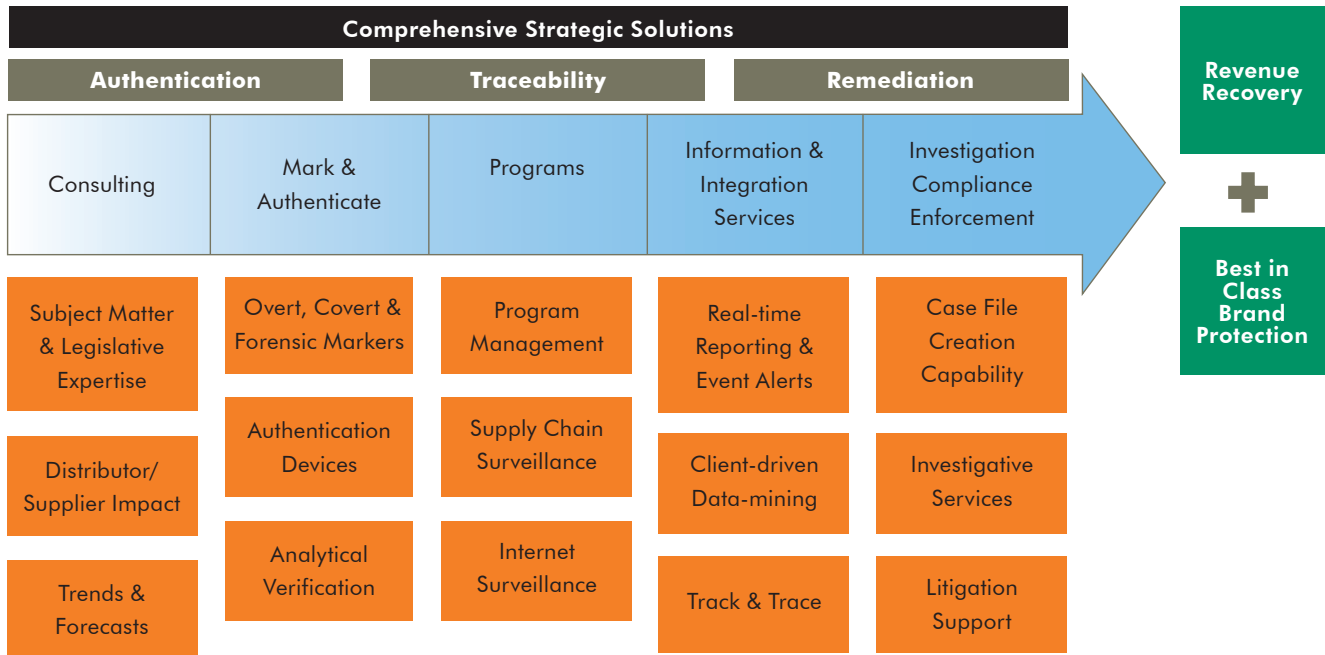 Comprehensive Strategic Solutions
Authentication
Traceability
Remediation
Consulting
Mark &
Authenticate
Programs
Information &
Integration
Services
Investigation
Compliance
Enforcement
Subject Matter
& Legislative
Expertise
Distributor/
Supplier Impact
Trends &
Forecasts
Overt, Covert &
Forensic Markers
Authentication
Devices
Analytical
Verification
Program
Management
Supply Chain
Surveillance
Internet
Surveillance
Real-time
Reporting &
Event Alerts
Client-driven
Data-mining
Track & Trace
Case File
Creation
Capability
Investigative
Services
Litigation
Support
Revenue
Recovery
Best in
Class
Brand
Protection